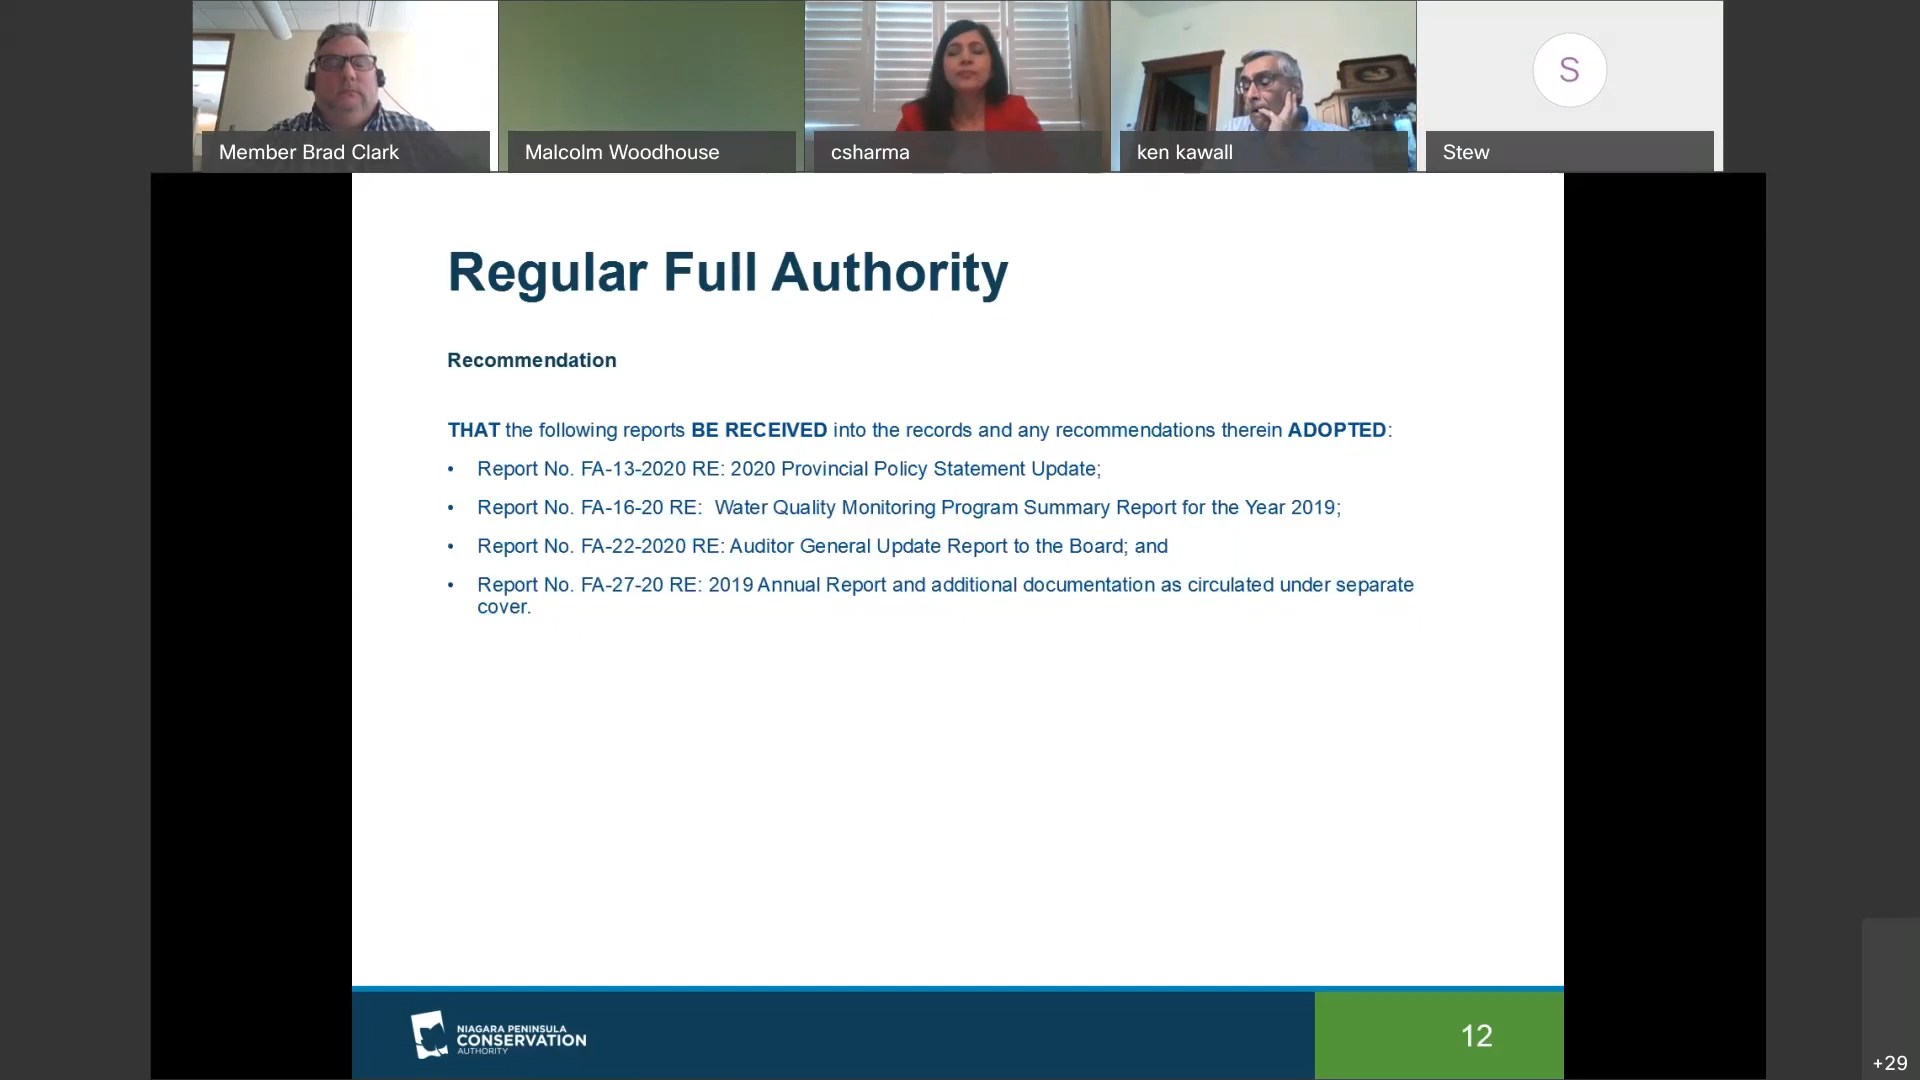 Member Brad Clark
Malcolm Woodhouse
csharma
ken kawall
S
Stew
Regular Full Authority
Recommendation
THAT the following reports BE RECEIVED into the records and any recommendations therein ADOPTED:
• Report No. FA-13-2020 RE: 2020 Provincial Policy Statement Update;
• Report No. FA-16-20 RE: Water Quality Monitoring Program Summary Report for the Year 2019;
• Report No. FA-22-2020 RE: Auditor General Update Report to the Board; and
• Report No. FA-27-20 RE: 2019 Annual Report and additional documentation as circulated under separate
cover.
NIAGARA PENINSULA
CONSERVATION
AUTHORITY
12
+29